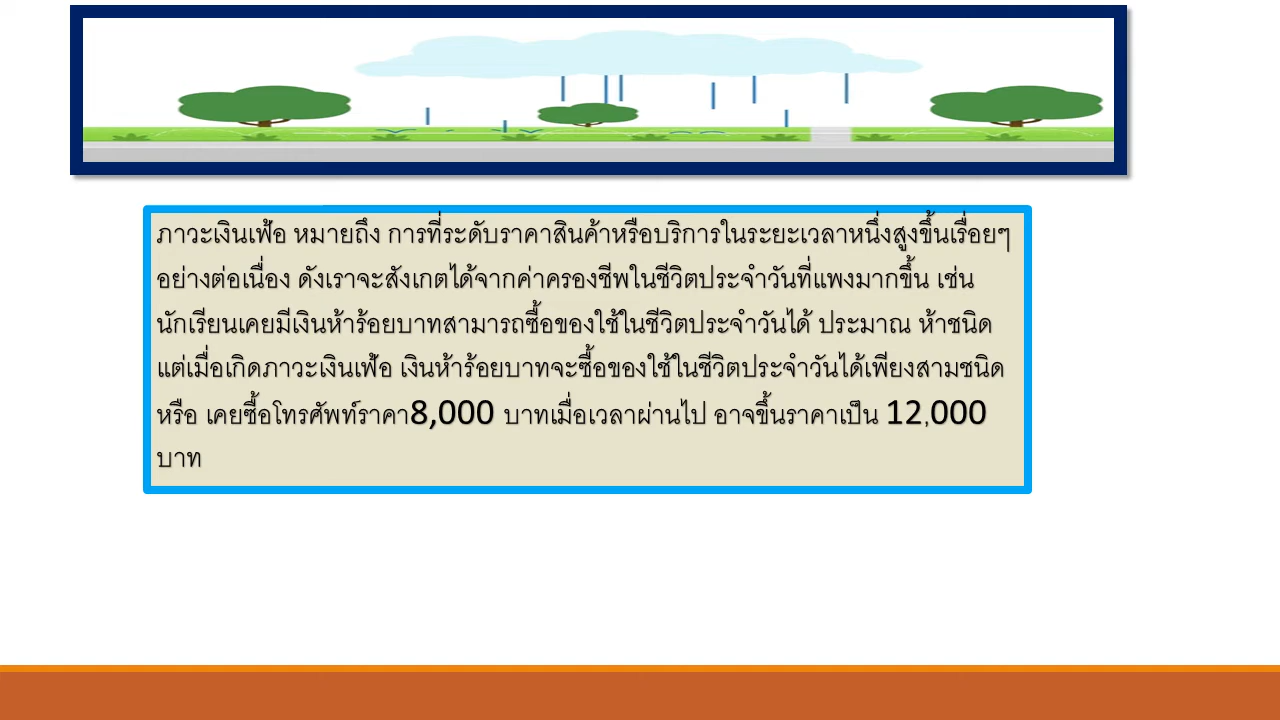 ภาวะเงินเฟ้อ หมายถึง การที่ระดับราคาสินค้าหรือบริการในระยะเวลาหนึ่งสูงขึ้นเรื่อยๆ
อย่างต่อเนื่อง ดังเราจะสังเกตได้จากค่าครองชีพในชีวิตประจำวันที่แพงมากขึ้น เช่น
นักเรียนเคยมีเงินห้าร้อยบาทสามารถซื้อของใช้ในชีวิตประจำวันได้ ประมาณ ห้าชนิด
แต่เมื่อเกิดภาวะเงินเฟ้อ เงินห้าร้อยบาทจะซื้อของใช้ในชีวิตประจำวันได้เพียงสามชนิด
หรือ เคยซื้อโทรศัพท์ราคา8,000 บาทเมื่อเวลาผ่านไป อาจขึ้นราคาเป็น 12,000
บาท